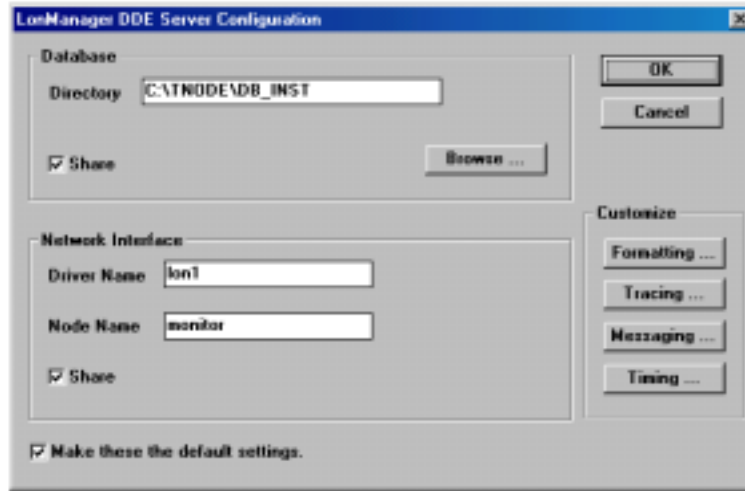 LonManager DDE Server Configuration
Database
Directory C:\TNODE\DB_INST
Share
Browse ...
OK
Cancel
Network Interface
Driver Name lon1
Node Name monitor
Share
Customize
Formatting ...
Tracing ...
Messaging ...
Timing ...
Make these the default settings.